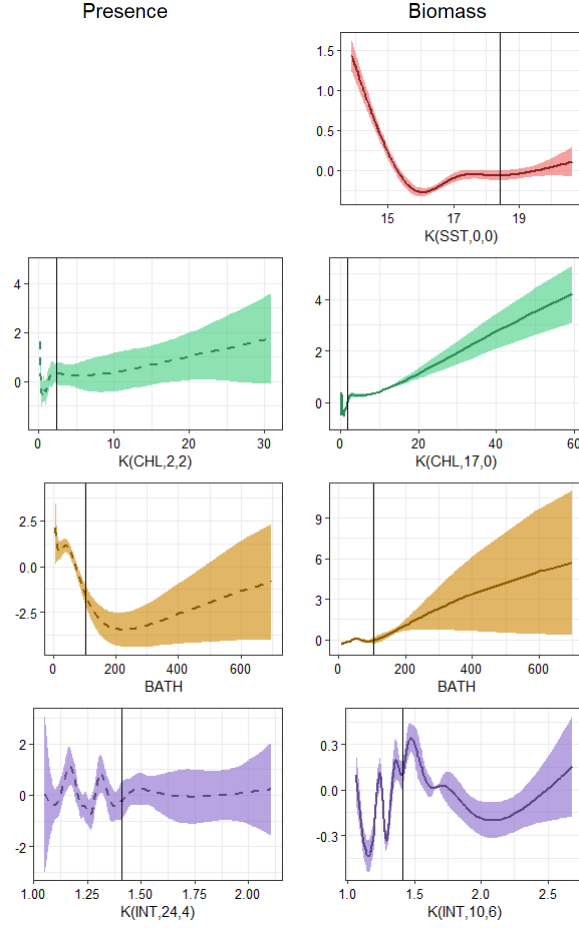 Presence Biomass
1.5
1.0
0.5
0.0
15 17 19
K(SST,0,0)
4
2
0
0 10 20 30
K(CHL,2,2)
4
2
0
0 20 40 60
K(CHL,17,0)
2.5
0.0
-2.5
0 200 400 600
BATH
9
6
3
0
0 200 400 600
BATH
2
0
-2
1.00 1.25 1.50 1.75 2.00
K(INT,24,4)
0.3
0.0
-0.3
1.0 1.5 2.0 2.5
K(INT,10,6)